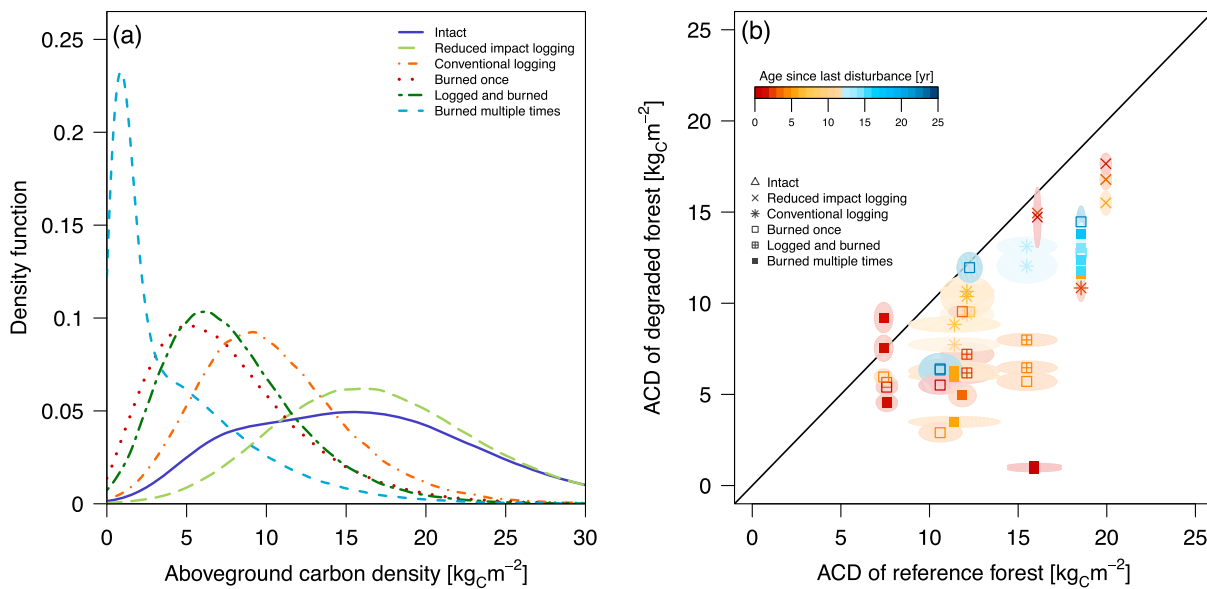 (a)
Intact
Reduced impact logging
Conventional logging
Burned once
Logged and burned
Burned multiple times
Density function
0.25
0.2
0.15
0.1
0.05
0
0 5 10 15 20 25 30
Aboveground carbon density [kg_C m^−2]
(b)
Age since last disturbance [yr]
0 5 10 15 20 25
Intact
Reduced impact logging
Conventional logging
Burned once
Logged and burned
Burned multiple times
ACD of degraded forest [kg_C m^−2]
25
20
15
10
5
0
0 5 10 15 20 25
ACD of reference forest [kg_C m^−2]